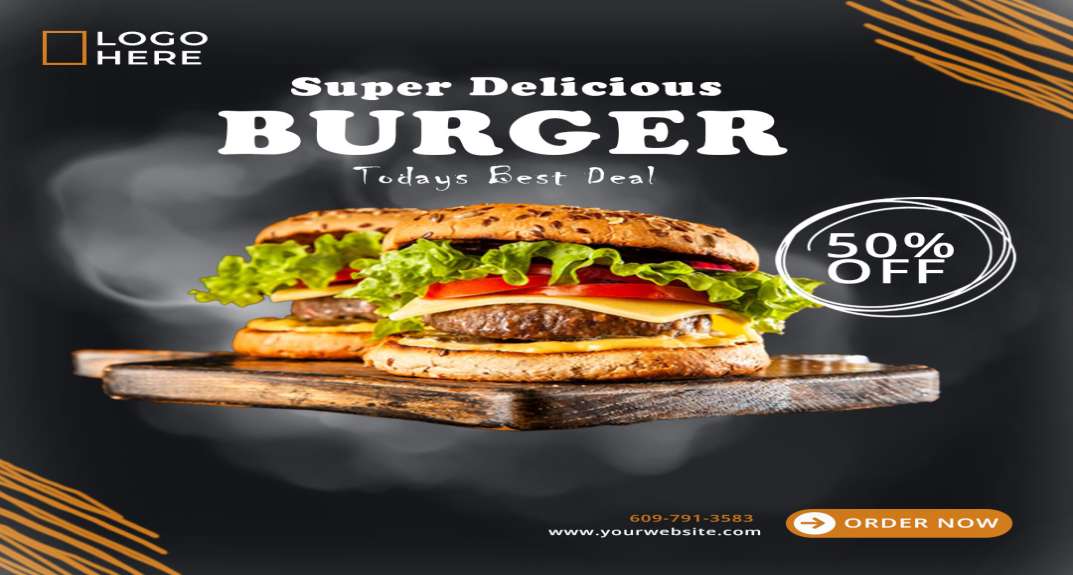 LOGO
HERE
Super Delicious
BURGER
Todays Best Deal
50%
OFF
609-791-3583
www.yourwebsite.com
ORDER NOW